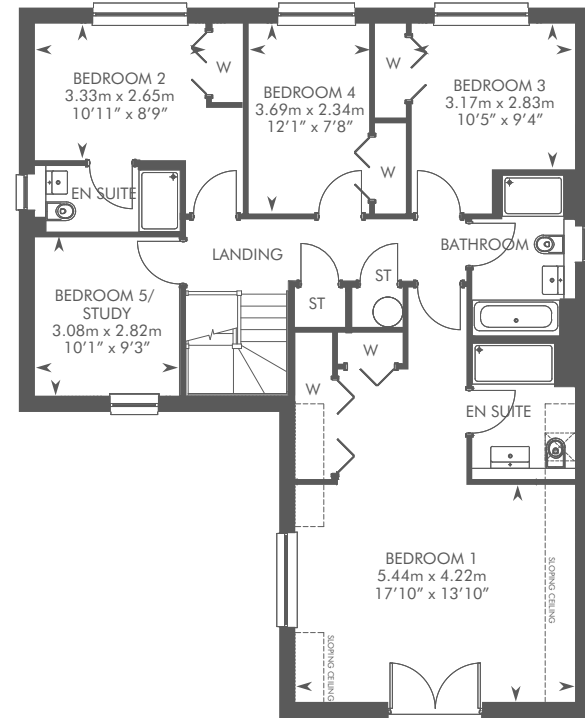 BEDROOM 2
3.33m x 2.65m
10'11" x 8'9"
W
BEDROOM 4
3.69m x 2.34m
12'1" x 7'8"
W
W
BEDROOM 3
3.17m x 2.83m
10'5" x 9'4"
EN SUITE
LANDING
BATHROOM
BEDROOM 5/
STUDY
3.08m x 2.82m
10'1" x 9'3"
ST
ST
W
W
EN SUITE
BEDROOM 1
5.44m x 4.22m
17'10" x 13'10"
SLOPING CEILING
SLOPING CEILING